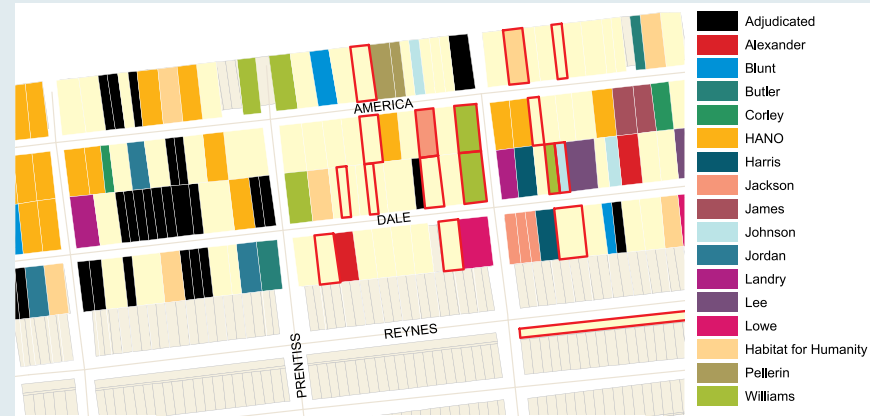 AMERICA
DALE
REYNES
PRENTISS
Adjudicated
Alexander
Blunt
Butler
Corley
HANO
Harris
Jackson
James
Johnson
Jordan
Landry
Lee
Lowe
Habitat for Humanity
Pellerin
Williams